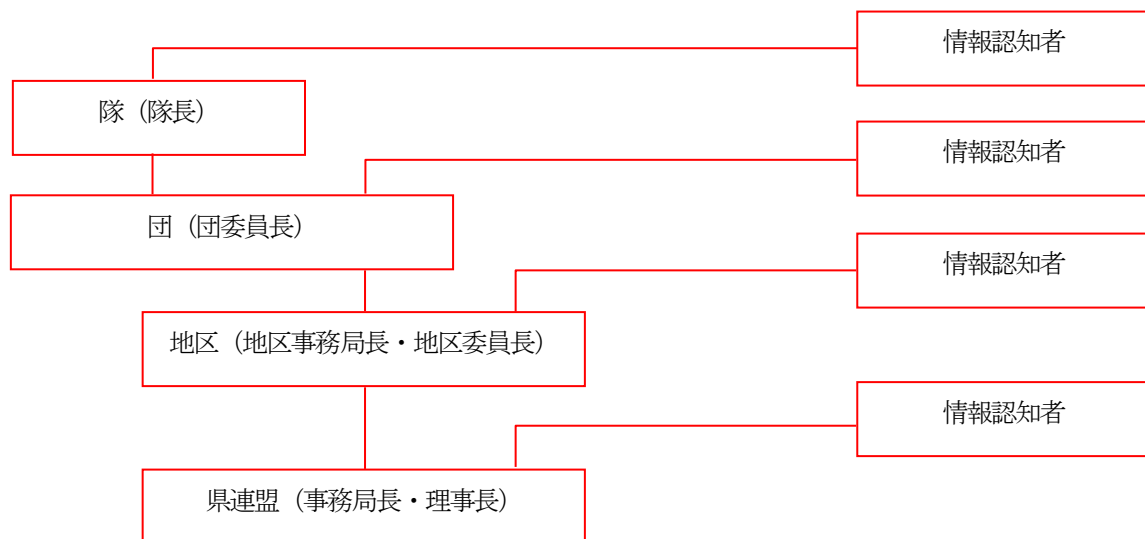 情報認知者
隊（隊長）
情報認知者
団（団委員長）
情報認知者
地区（地区事務局長・地区委員長）
情報認知者
県連盟（事務局長・理事長）